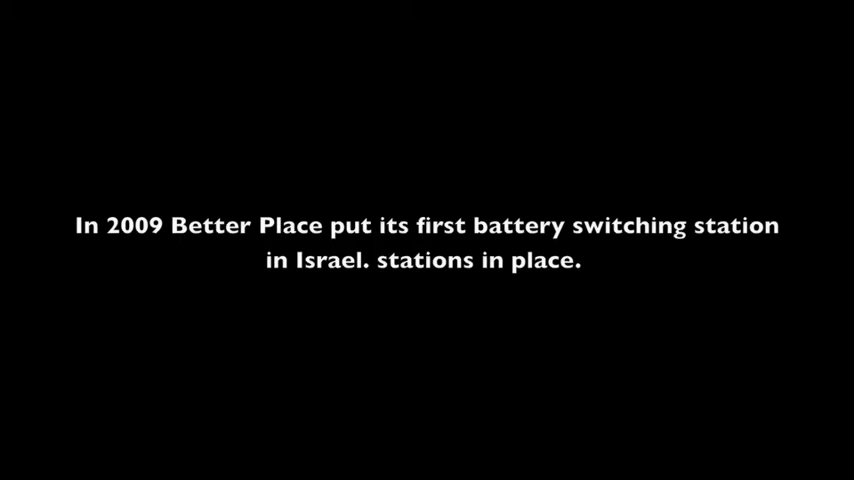 In 2009 Better Place put its first battery switching station
in Israel. stations in place.